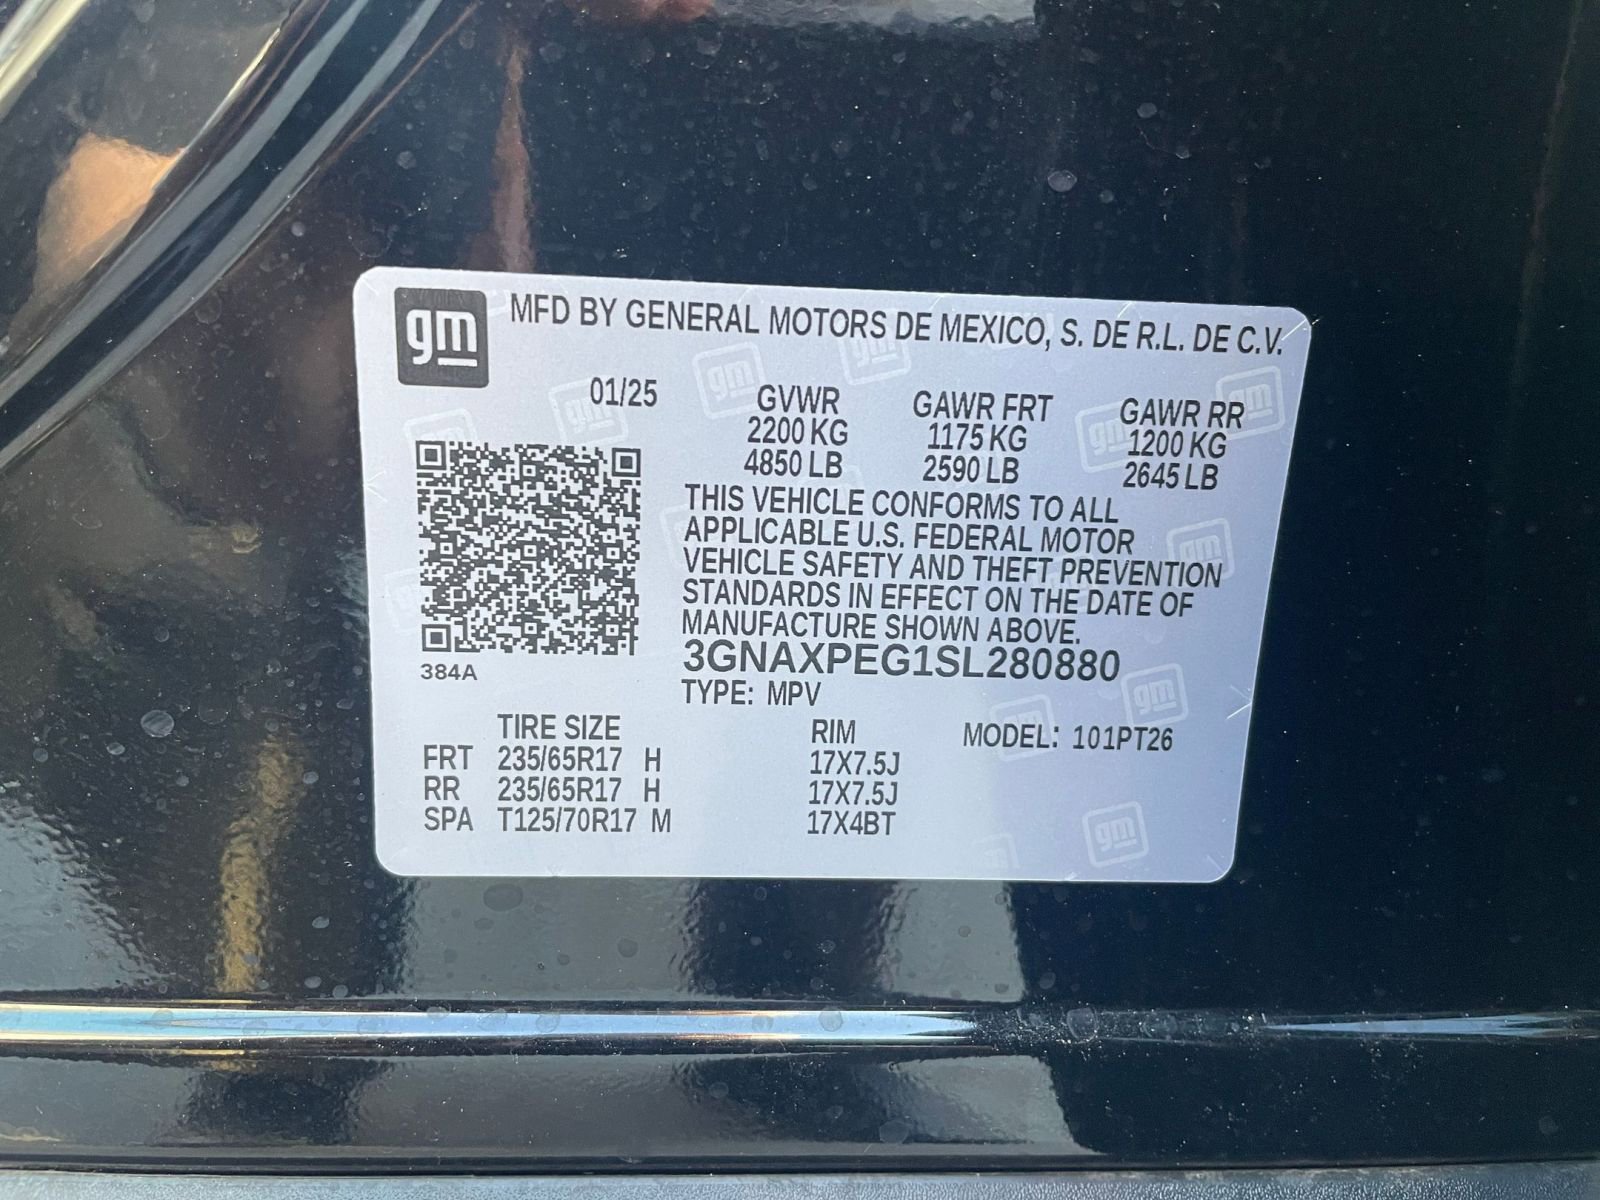 gm MFD BY GENERAL MOTORS DE MEXICO, S. DE R.L. DE C.V.
01/25 GVWR GAWR FRT GAWR RR
2200 KG 1175 KG 1200 KG
4850 LB 2590 LB 2645 LB
THIS VEHICLE CONFORMS TO ALL
APPLICABLE U.S. FEDERAL MOTOR
VEHICLE SAFETY AND THEFT PREVENTION
STANDARDS IN EFFECT ON THE DATE OF
MANUFACTURE SHOWN ABOVE.
3GNAXPEG1SL280880
384A
TYPE: MPV
TIRE SIZE RIM MODEL: 101PT26
FRT 235/65R17 H 17X7.5J
RR 235/65R17 H 17X7.5J
SPA T125/70R17 M 17X4BT